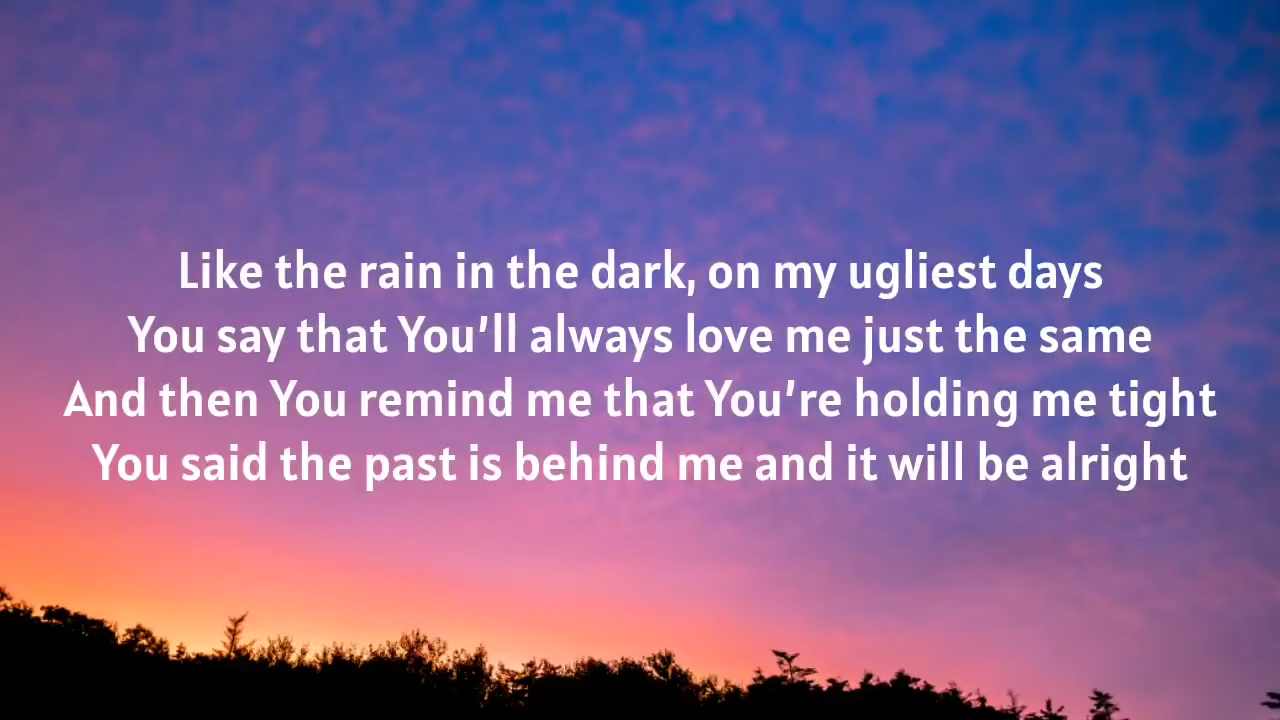 Like the rain in the dark, on my ugliest days
You say that You'll always love me just the same
And then You remind me that You're holding me tight
You said the past is behind me and it will be alright